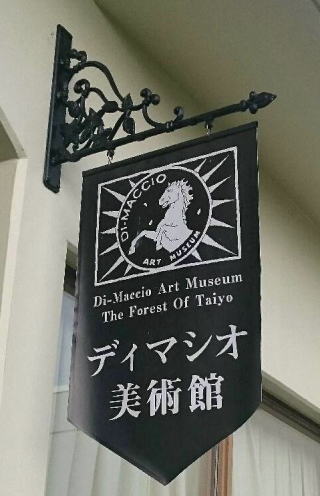 DI-MACCIO
ART MUSEUM
Di-Maccio Art Museum
The Forest Of Taiyo
ディマシオ
美術館